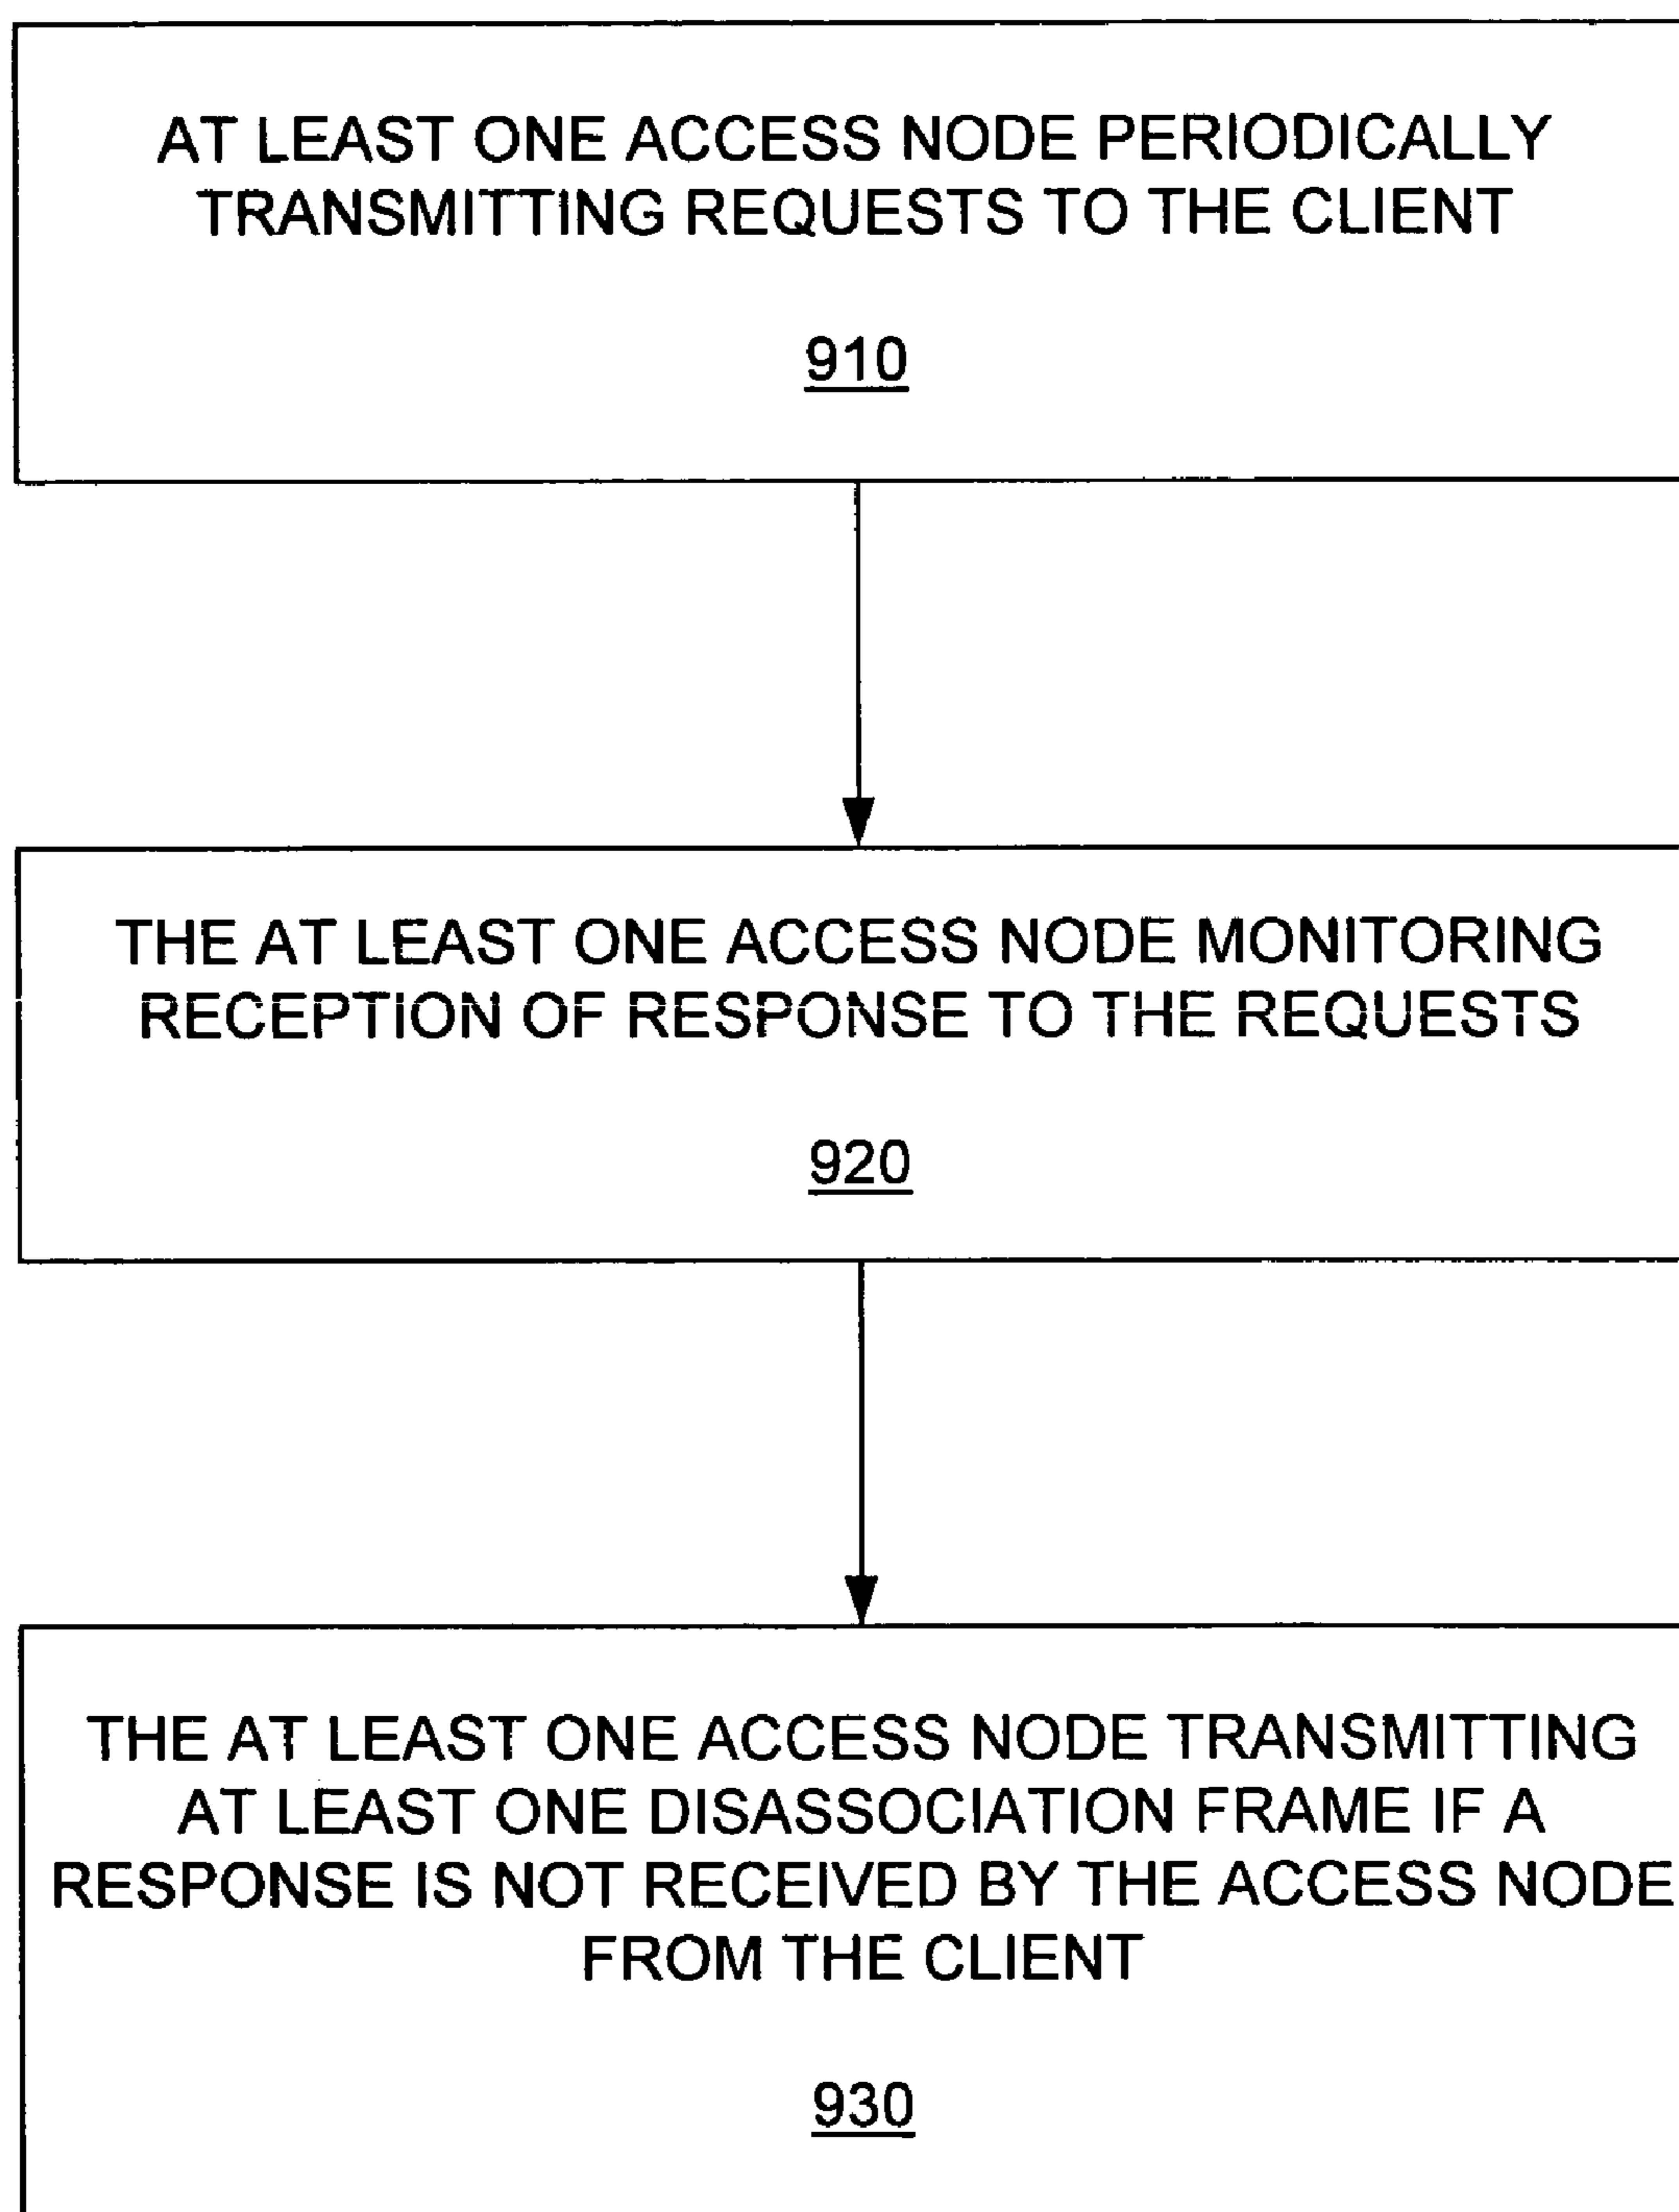 AT LEAST ONE ACCESS NODE PERIODICALLY
TRANSMITTING REQUESTS TO THE CLIENT
910
THE AT LEAST ONE ACCESS NODE MONITORING
RECEPTION OF RESPONSE TO THE REQUESTS
920
THE AT LEAST ONE ACCESS NODE TRANSMITTING
AT LEAST ONE DISASSOCIATION FRAME IF A
RESPONSE IS NOT RECEIVED BY THE ACCESS NODE
FROM THE CLIENT
930